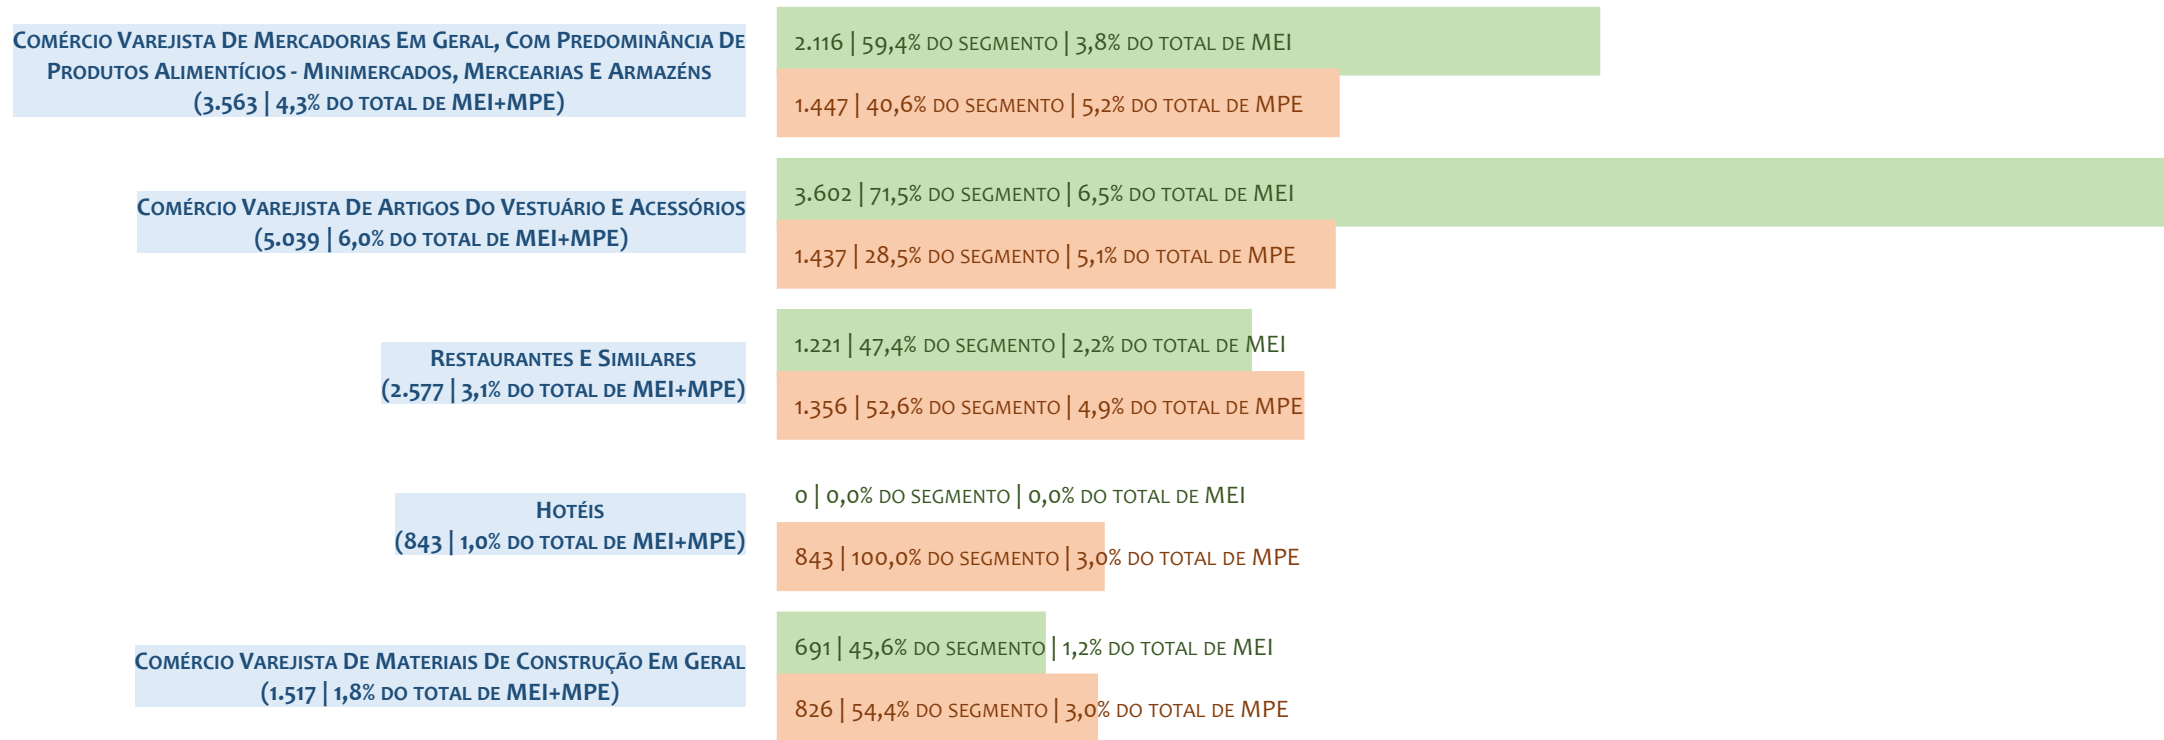 Comércio Varejista De Mercadorias Em Geral, Com Predominância De
Produtos Alimentícios - Minimercados, Mercearias E Armazéns
(3.563 | 4,3% do total de MEI+MPE)
2.116 | 59,4% do segmento | 3,8% do total de MEI
1.447 | 40,6% do segmento | 5,2% do total de MPE
Comércio Varejista De Artigos Do Vestuário E Acessórios
(5.039 | 6,0% do total de MEI+MPE)
3.602 | 71,5% do segmento | 6,5% do total de MEI
1.437 | 28,5% do segmento | 5,1% do total de MPE
Restaurantes E Similares
(2.577 | 3,1% do total de MEI+MPE)
1.221 | 47,4% do segmento | 2,2% do total de MEI
1.356 | 52,6% do segmento | 4,9% do total de MPE
Hotéis
(843 | 1,0% do total de MEI+MPE)
0 | 0,0% do segmento | 0,0% do total de MEI
843 | 100,0% do segmento | 3,0% do total de MPE
Comércio Varejista De Materiais De Construção Em Geral
(1.517 | 1,8% do total de MEI+MPE)
691 | 45,6% do segmento | 1,2% do total de MEI
826 | 54,4% do segmento | 3,0% do total de MPE